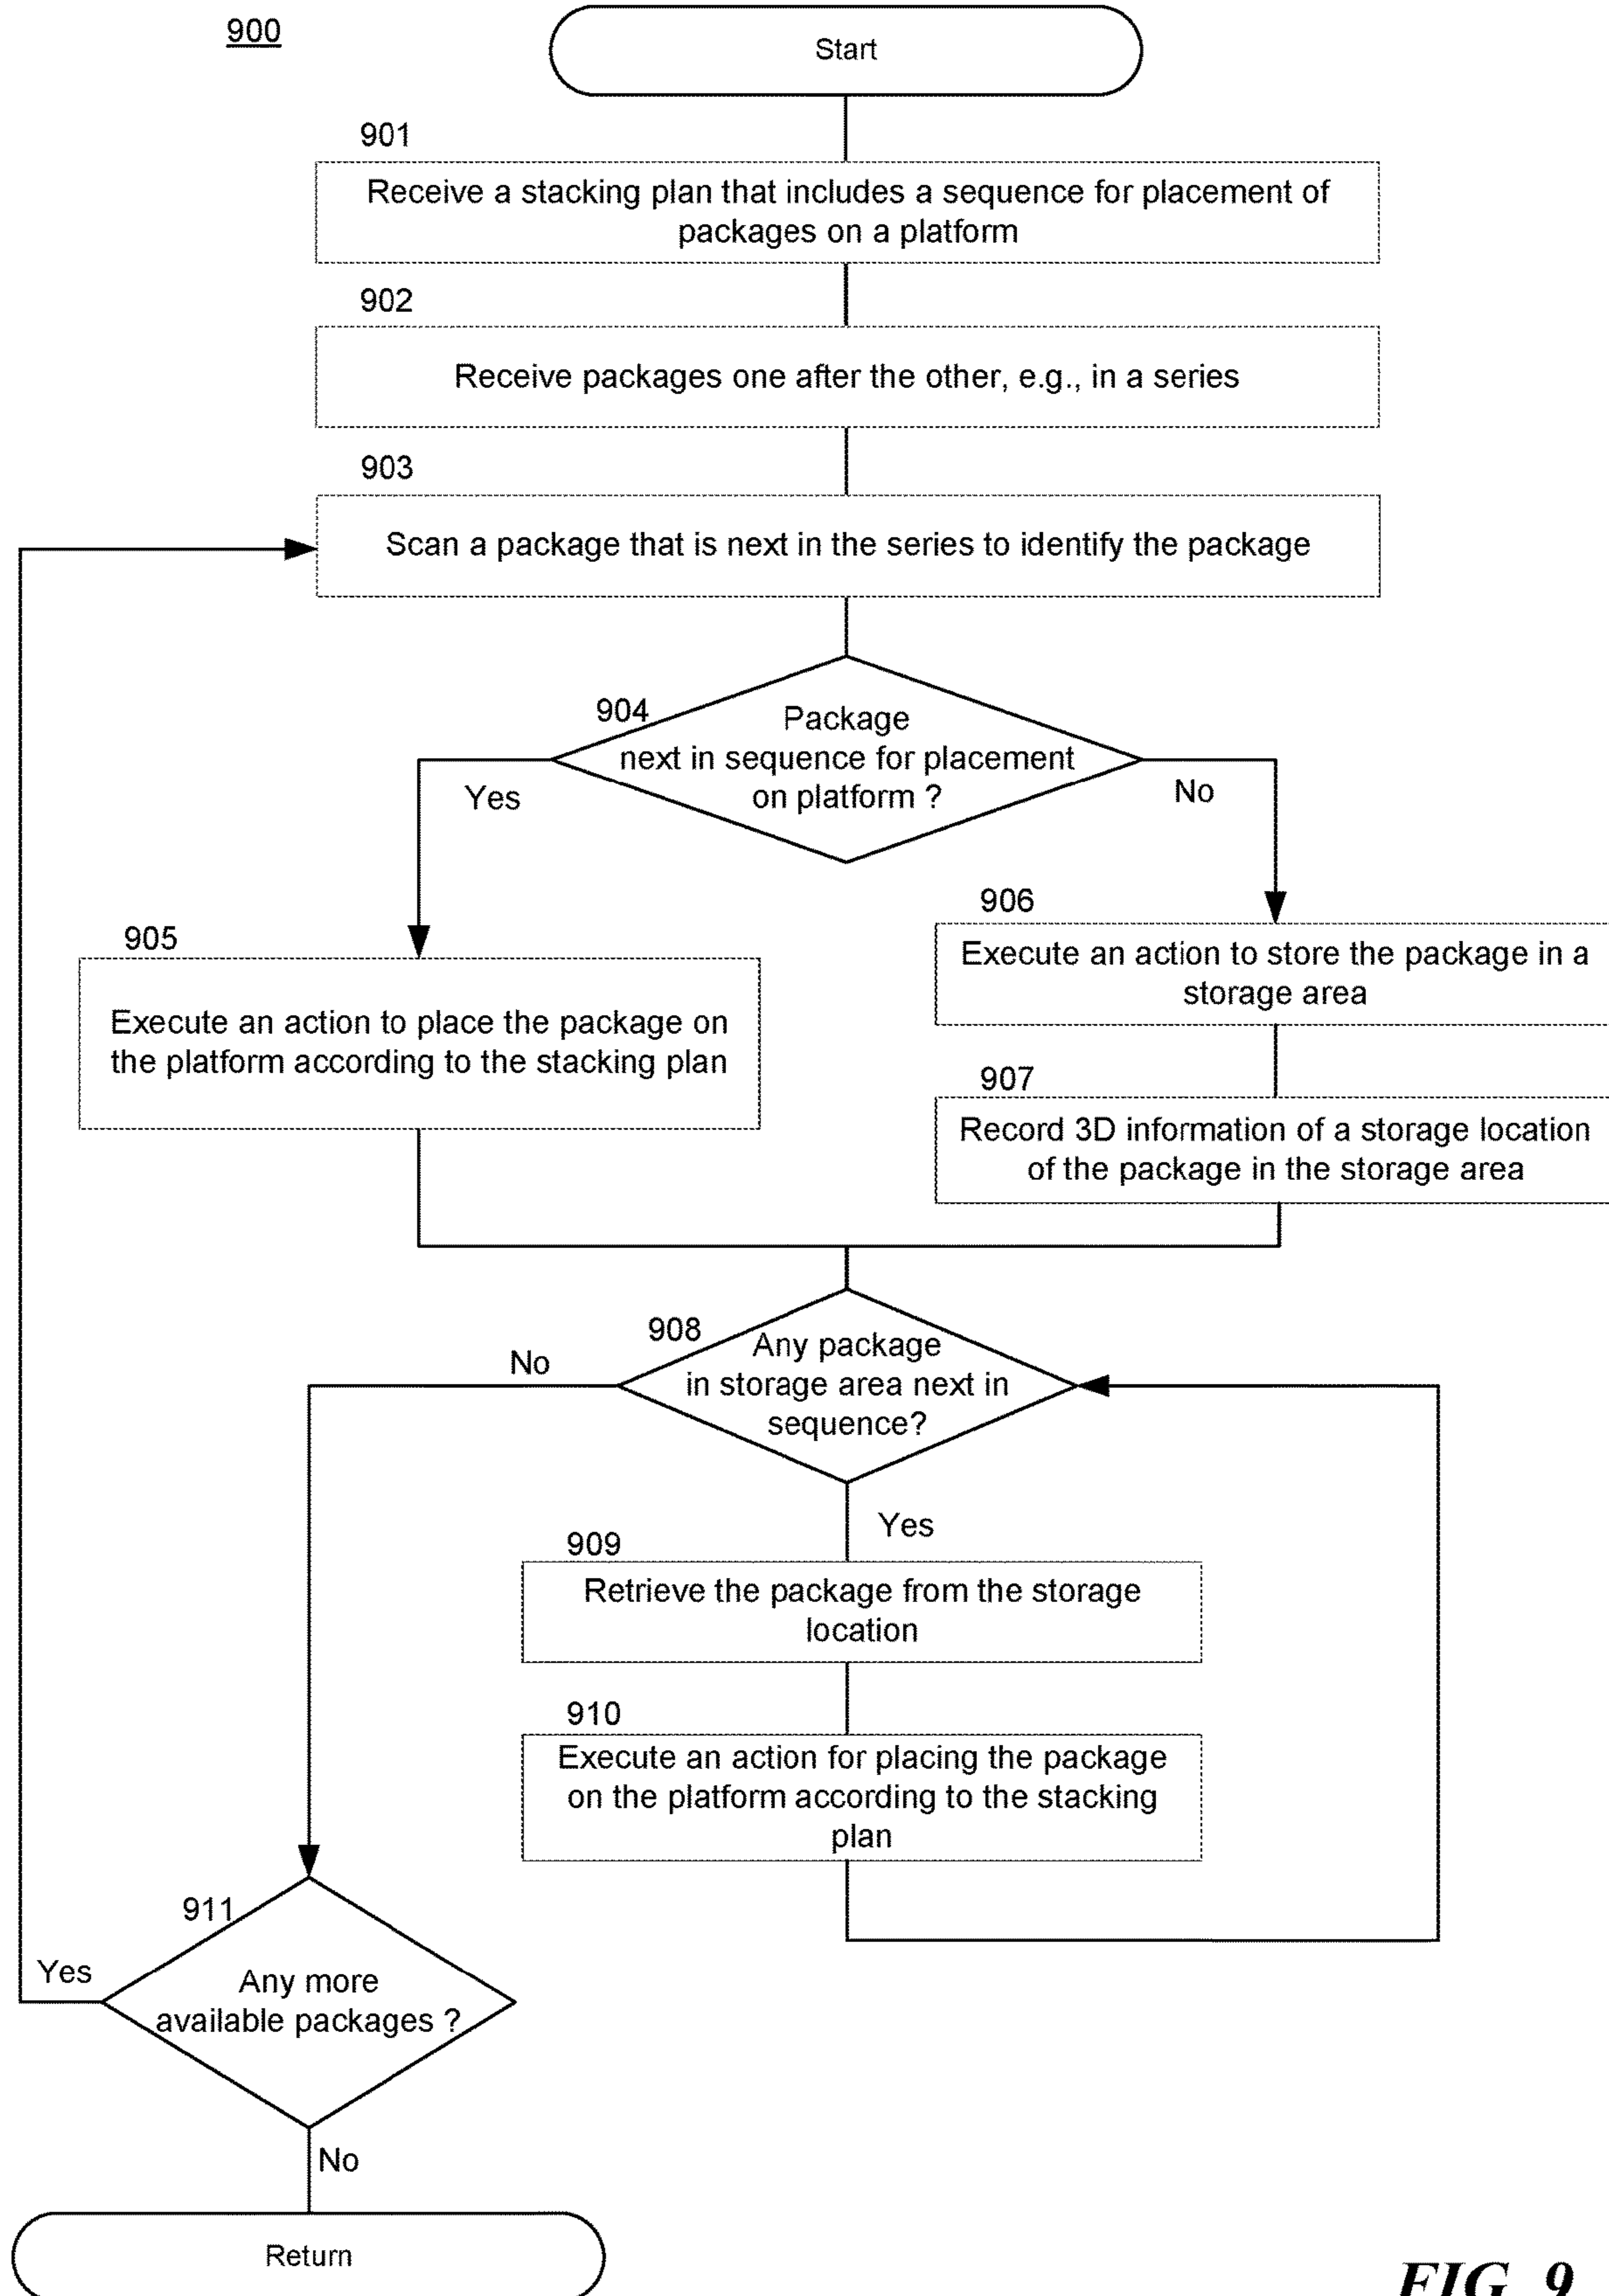 900
Start
901
Receive a stacking plan that includes a sequence for placement of
packages on a platform
902
Receive packages one after the other, e.g., in a series
903
Scan a package that is next in the series to identify the package
904
Package
next in sequence for placement
on platform ?
Yes
No
905
Execute an action to place the package on
the platform according to the stacking plan
906
Execute an action to store the package in a
storage area
907
Record 3D information of a storage location
of the package in the storage area
908
Any package
in storage area next in
sequence?
No
Yes
909
Retrieve the package from the storage
location
910
Execute an action for placing the package
on the platform according to the stacking
plan
911
Any more
available packages ?
Yes
No
Return
FIG. 9